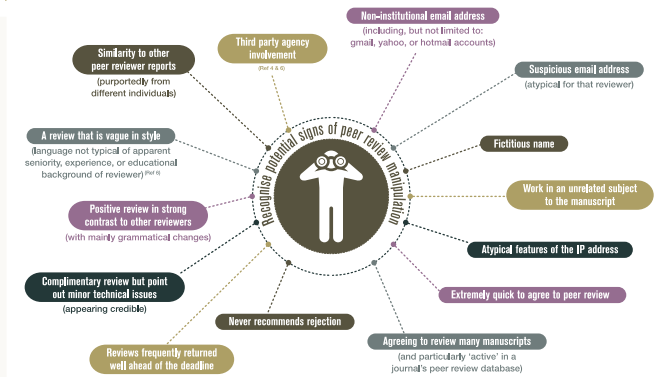 Recognise potential signs of peer review manipulation
Non-institutional email address
(including, but not limited to:
gmail, yahoo, or hotmail accounts)
Suspicious email address
(atypical for that reviewer)
Fictitious name
Work in an unrelated subject
to the manuscript
Atypical features of the IP address
Extremely quick to agree to peer review
Agreeing to review many manuscripts
(and particularly ‘active’ in a
journal’s peer review database)
Never recommends rejection
Reviews frequently returned
well ahead of the deadline
Complimentary review but point
out minor technical issues
(appearing credible)
Positive review in strong
contrast to other reviewers
(with mainly grammatical changes)
A review that is vague in style
(language not typical of apparent
seniority, experience, or educational
background of reviewer) (Ref 6)
Similarity to other
peer reviewer reports
(purportedly from
different individuals)
Third party agency
involvement
(Ref 4 & 6)